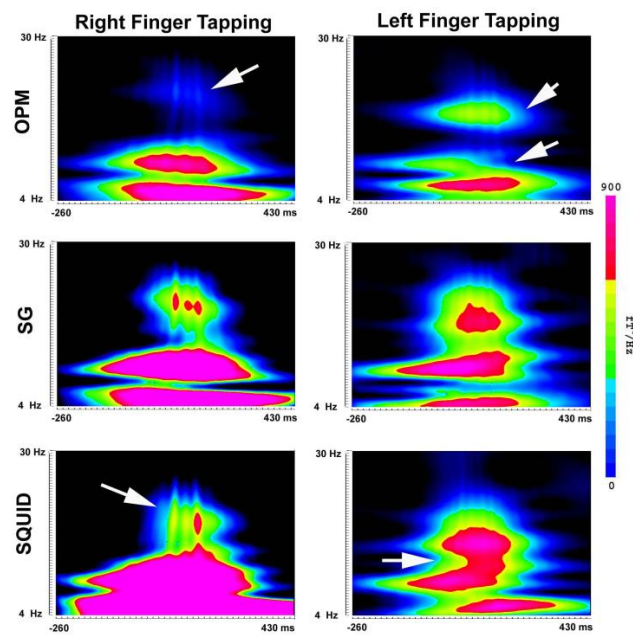 Right Finger Tapping
Left Finger Tapping
OPM
30 Hz
4 Hz
-260
430 ms
30 Hz
4 Hz
-260
430 ms
SG
30 Hz
4 Hz
-260
430 ms
30 Hz
4 Hz
-260
430 ms
SQUID
30 Hz
4 Hz
-260
430 ms
30 Hz
4 Hz
-260
430 ms
900
fT²/Hz
0